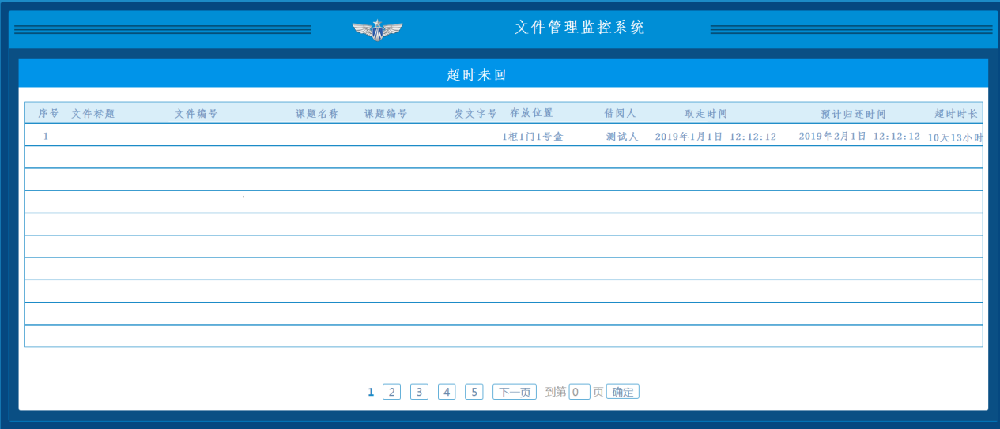 文件管理监控系统
超时未回
序号 文件标题 文件编号 课题名称 课题编号 发文字号 存放位置 借阅人 取走时间 预计归还时间 超时时长
1 1柜1门1号盒 测试人 2019年1月1日 12:12:12 2019年2月1日 12:12:12 10天13小时
1 2 3 4 5 下一页 到第 0 页 确定